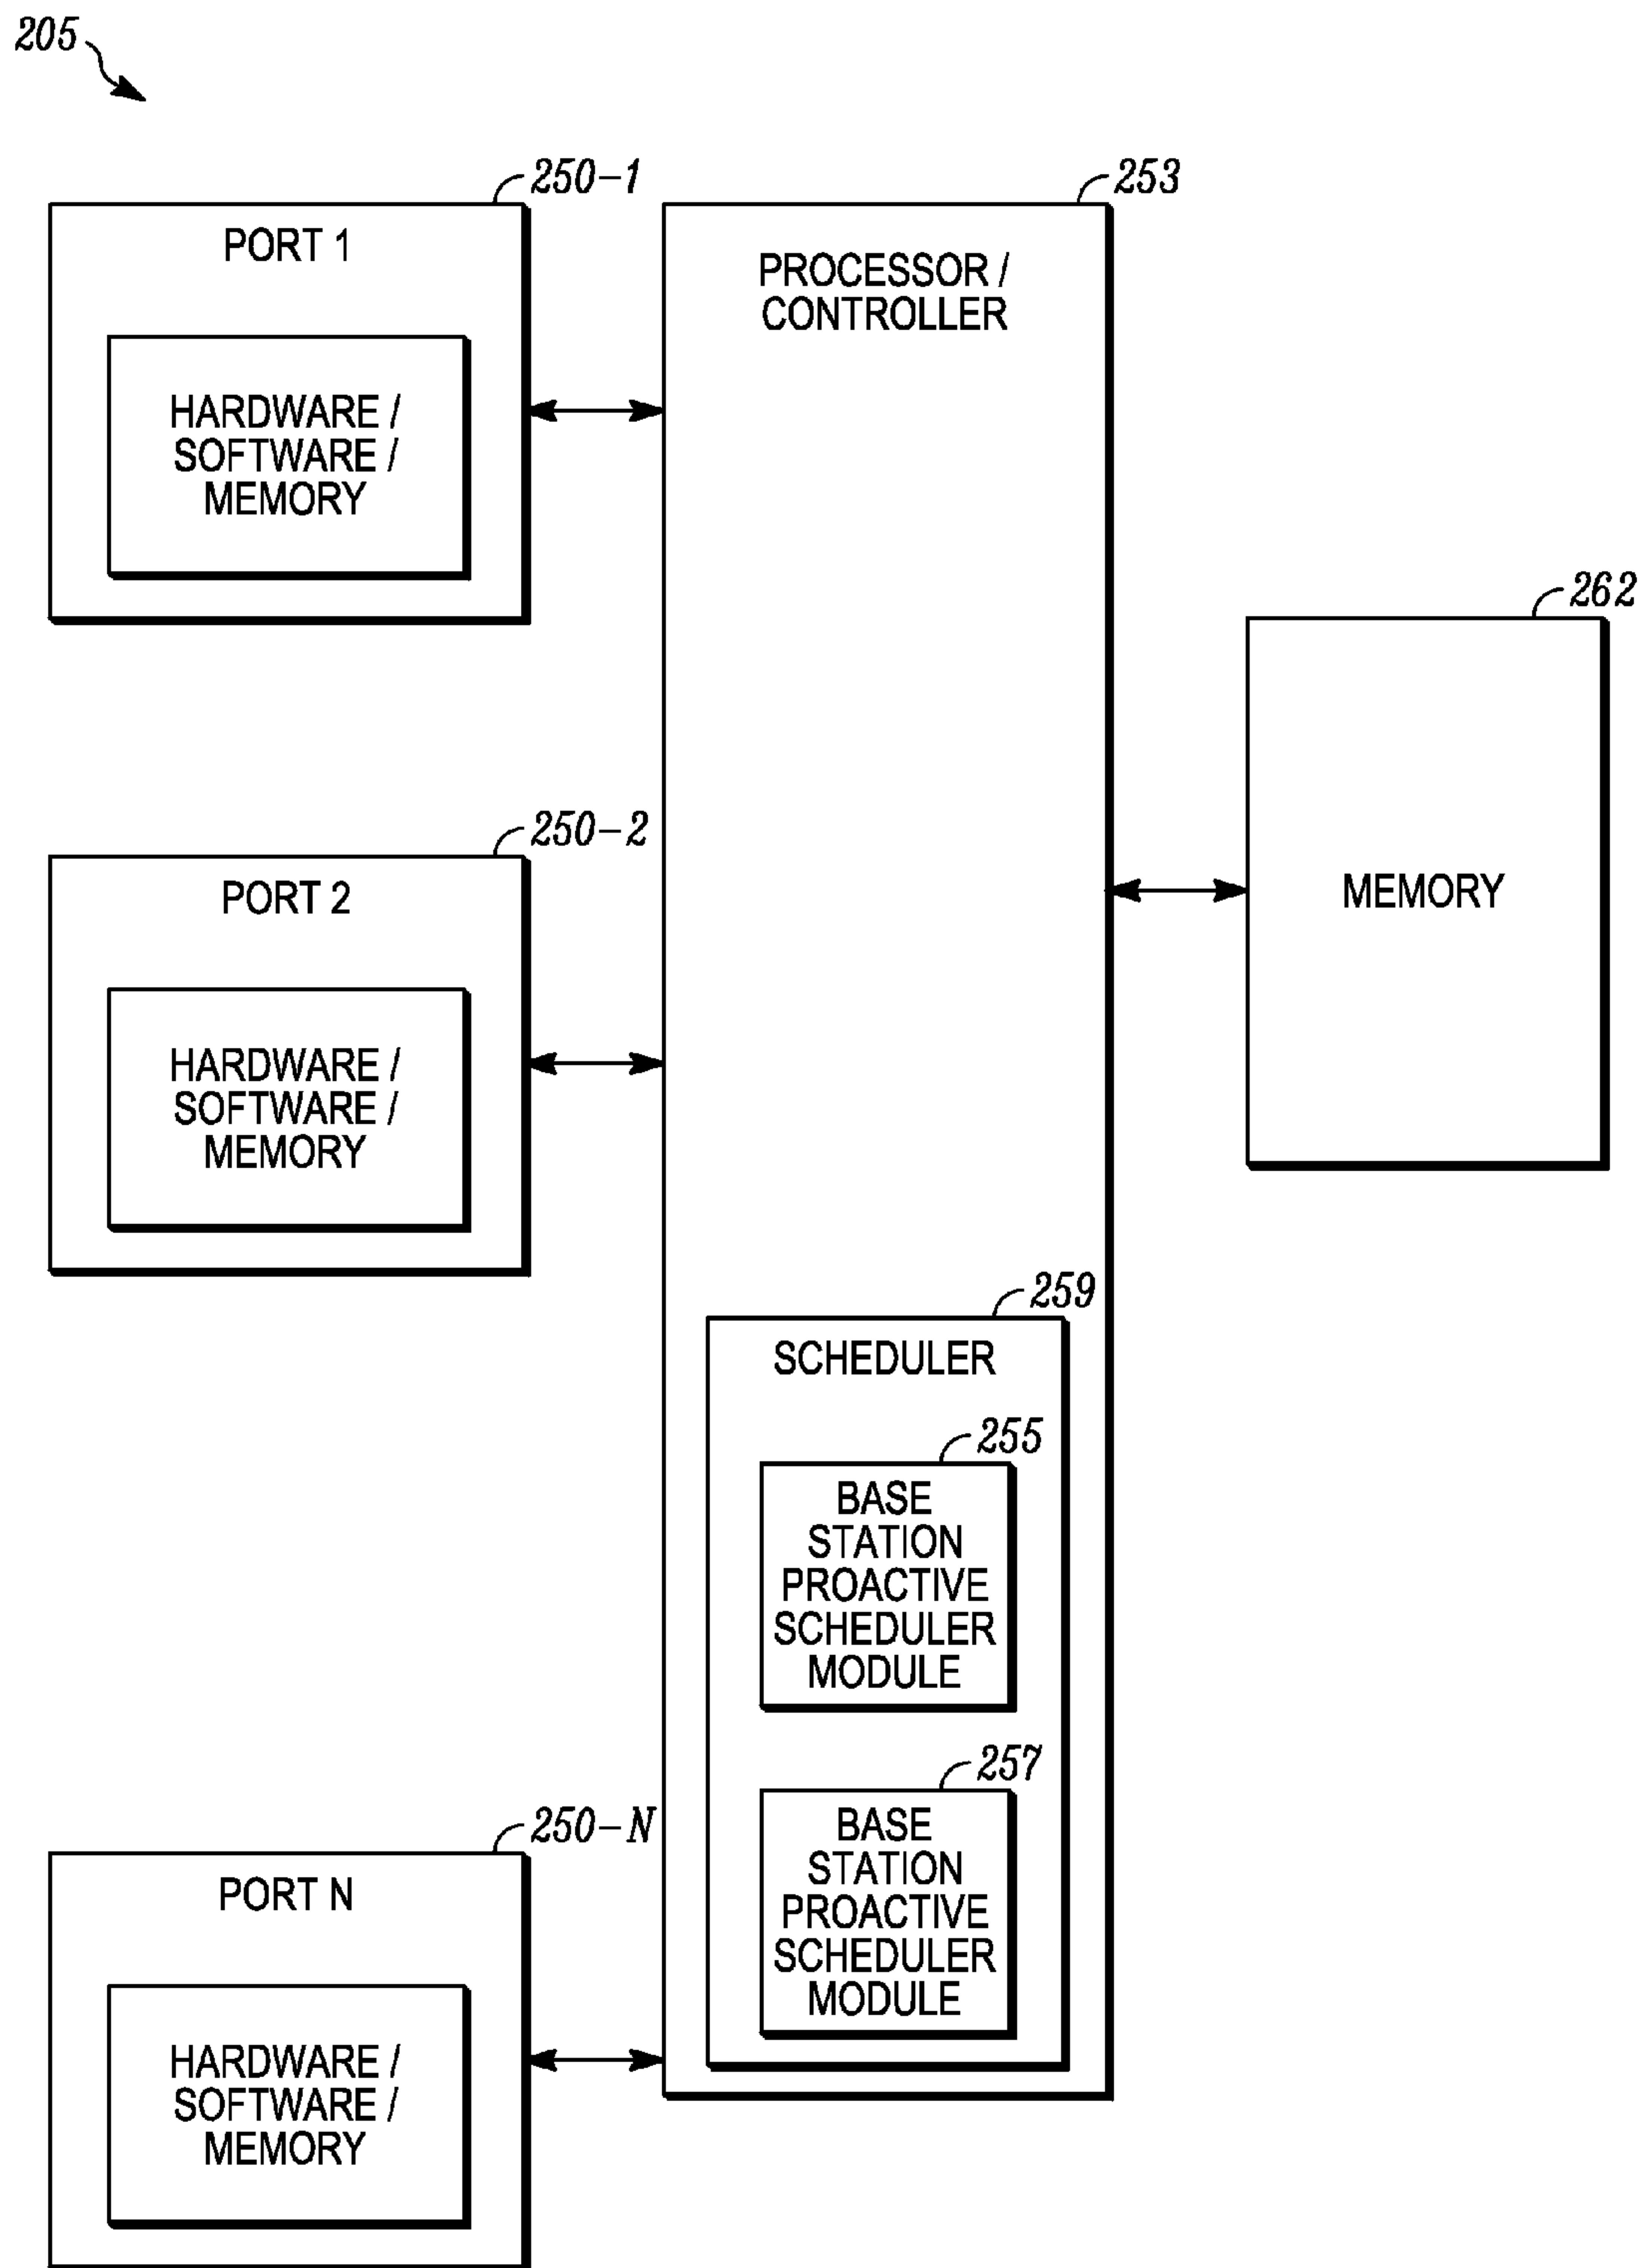 205
250-1
PORT 1
HARDWARE /
SOFTWARE /
MEMORY
253
PROCESSOR /
CONTROLLER
262
MEMORY
250-2
PORT 2
HARDWARE /
SOFTWARE /
MEMORY
259
SCHEDULER
255
BASE
STATION
PROACTIVE
SCHEDULER
MODULE
257
BASE
STATION
PROACTIVE
SCHEDULER
MODULE
250-N
PORT N
HARDWARE /
SOFTWARE /
MEMORY